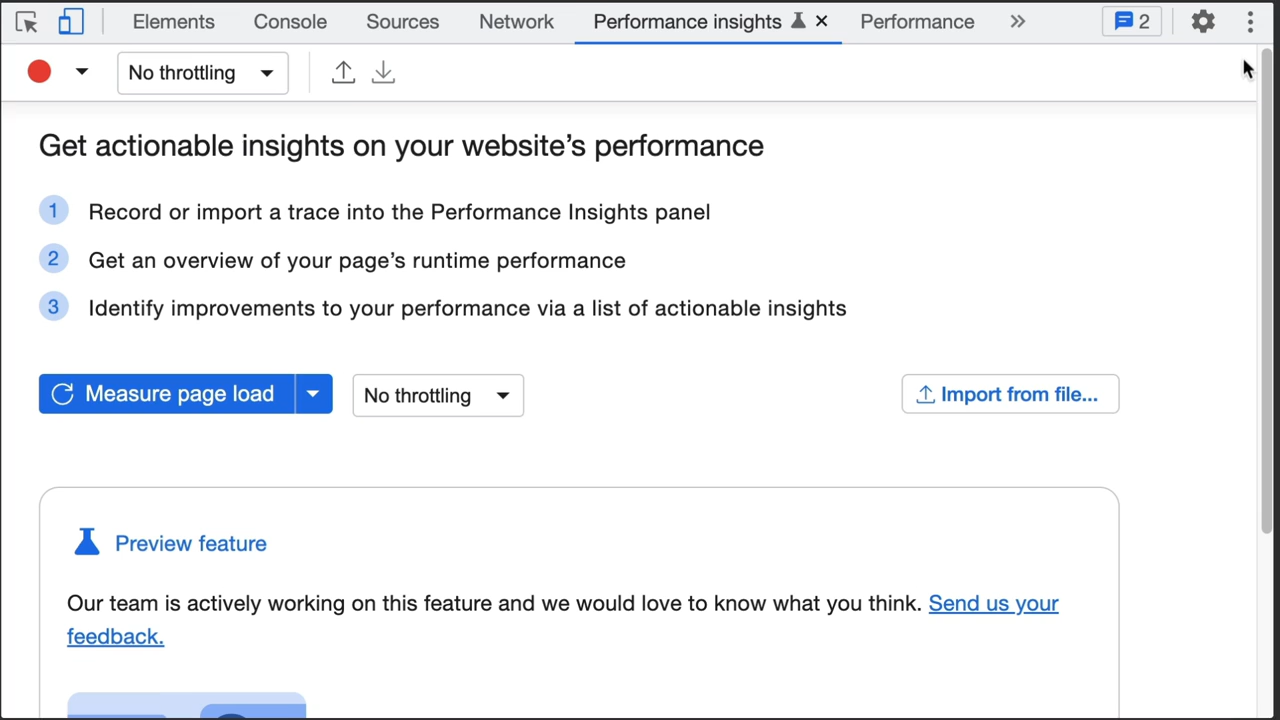 Elements Console Sources Network Performance insights Performance 2
No throttling
Get actionable insights on your website’s performance
1 Record or import a trace into the Performance Insights panel
2 Get an overview of your page’s runtime performance
3 Identify improvements to your performance via a list of actionable insights
Measure page load No throttling Import from file...
Preview feature
Our team is actively working on this feature and we would love to know what you think. Send us your
feedback.